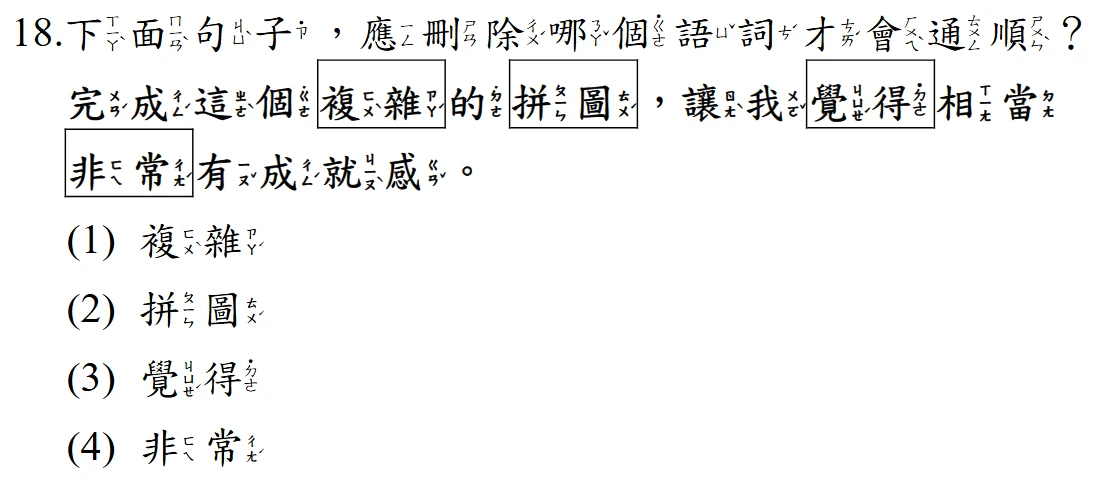 18.下面句子，應刪除哪個語詞才會通順？
完成這個複雜的拼圖，讓我覺得相當
非常有成就感。
(1) 複雜
(2) 拼圖
(3) 覺得
(4) 非常